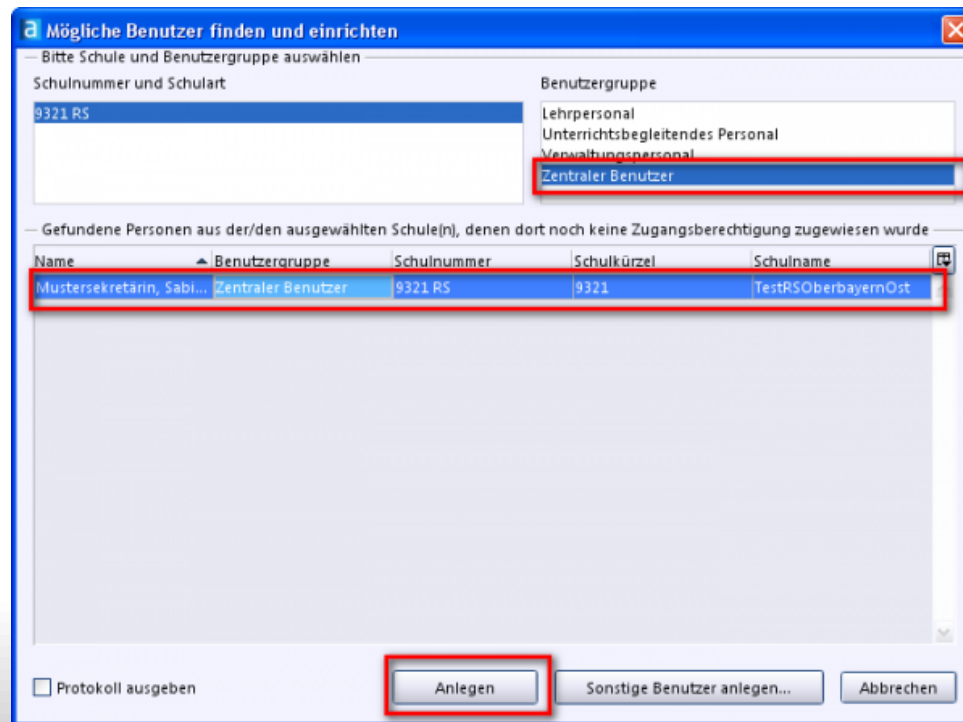 a Mögliche Benutzer finden und einrichten
Bitte Schule und Benutzergruppe auswählen
Schulnummer und Schulart
Benutzergruppe
9321 RS
Lehrpersonal
Unterrichtsbegleitendes Personal
Verwaltungspersonal
Zentraler Benutzer
Gefundene Personen aus der/den ausgewählten Schule(n), denen dort noch keine Zugangsberechtigung zugewiesen wurde
Name Benutzergruppe Schulnummer Schulkürzel Schulname
Mustersekretärin, Sabi... Zentraler Benutzer 9321 RS 9321 TestRSOberbayernOst
Protokoll ausgeben Anlegen Sonstige Benutzer anlegen... Abbrechen